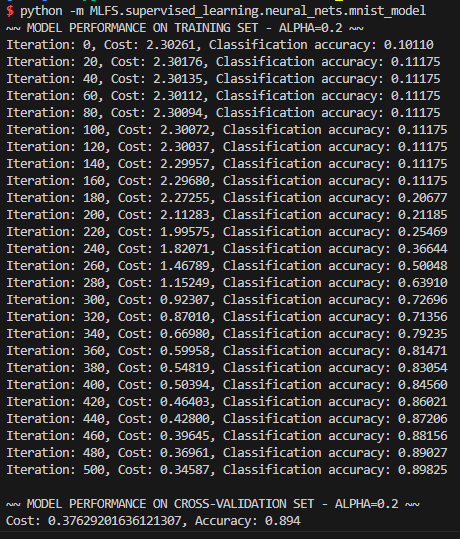 $ python -m MLFS.supervised_learning.neural_nets.mnist_model
~~ MODEL PERFORMANCE ON TRAINING SET - ALPHA=0.2 ~~
Iteration: 0, Cost: 2.30261, Classification accuracy: 0.10110
Iteration: 20, Cost: 2.30176, Classification accuracy: 0.11175
Iteration: 40, Cost: 2.30135, Classification accuracy: 0.11175
Iteration: 60, Cost: 2.30112, Classification accuracy: 0.11175
Iteration: 80, Cost: 2.30094, Classification accuracy: 0.11175
Iteration: 100, Cost: 2.30072, Classification accuracy: 0.11175
Iteration: 120, Cost: 2.30037, Classification accuracy: 0.11175
Iteration: 140, Cost: 2.29957, Classification accuracy: 0.11175
Iteration: 160, Cost: 2.29680, Classification accuracy: 0.11175
Iteration: 180, Cost: 2.27255, Classification accuracy: 0.20677
Iteration: 200, Cost: 2.11283, Classification accuracy: 0.21185
Iteration: 220, Cost: 1.99575, Classification accuracy: 0.25469
Iteration: 240, Cost: 1.82071, Classification accuracy: 0.36644
Iteration: 260, Cost: 1.46789, Classification accuracy: 0.50048
Iteration: 280, Cost: 1.15249, Classification accuracy: 0.63910
Iteration: 300, Cost: 0.92307, Classification accuracy: 0.72696
Iteration: 320, Cost: 0.87010, Classification accuracy: 0.71356
Iteration: 340, Cost: 0.66980, Classification accuracy: 0.79235
Iteration: 360, Cost: 0.59958, Classification accuracy: 0.81471
Iteration: 380, Cost: 0.54819, Classification accuracy: 0.83054
Iteration: 400, Cost: 0.50394, Classification accuracy: 0.84560
Iteration: 420, Cost: 0.46403, Classification accuracy: 0.86021
Iteration: 440, Cost: 0.42800, Classification accuracy: 0.87206
Iteration: 460, Cost: 0.39645, Classification accuracy: 0.88156
Iteration: 480, Cost: 0.36961, Classification accuracy: 0.89027
Iteration: 500, Cost: 0.34587, Classification accuracy: 0.89825
~~ MODEL PERFORMANCE ON CROSS-VALIDATION SET - ALPHA=0.2 ~~
Cost: 0.37629201636121307, Accuracy: 0.894